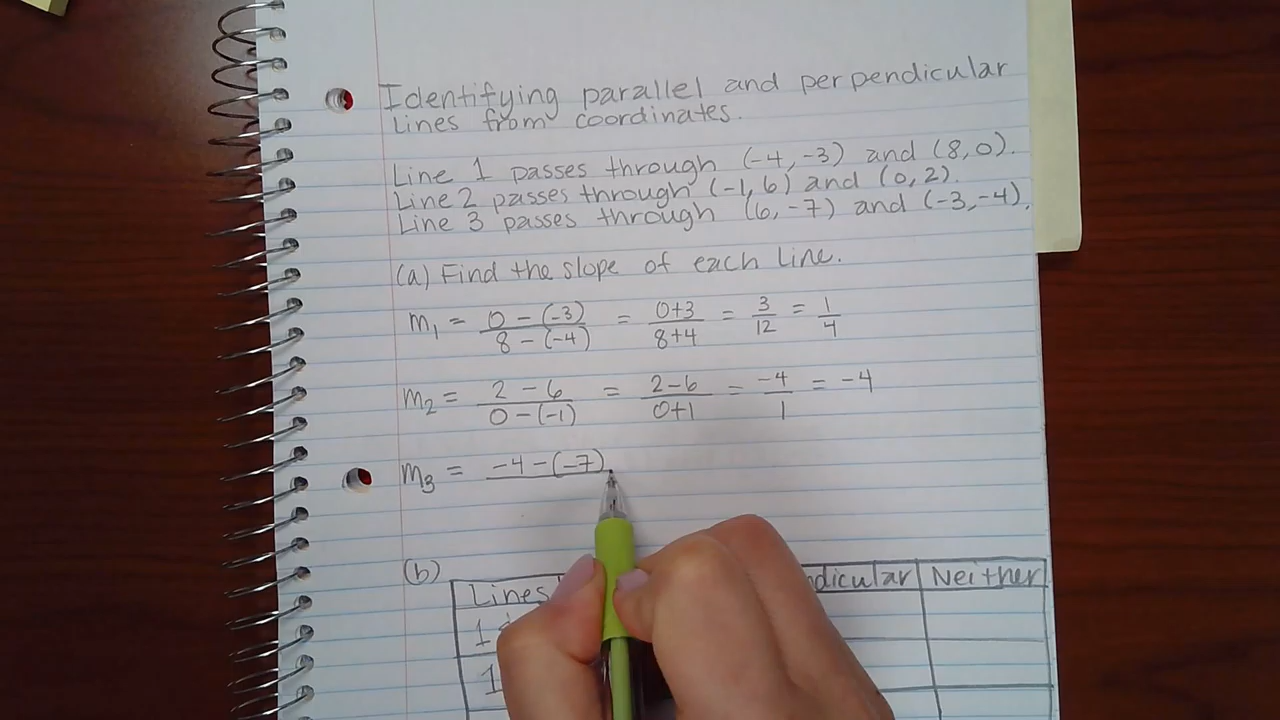 Identifying parallel and perpendicular
lines from coordinates.
Line 1 passes through (-4,-3) and (8,0).
Line 2 passes through (-1,6) and (0,2).
Line 3 passes through (6,-7) and (-3,-4).
(a) Find the slope of each line.
m₁ = (0-(-3))/(8-(-4)) = (0+3)/(8+4) = 3/12 = 1/4
m₂ = (2-6)/(0-(-1)) = (2-6)/(0+1) = -4/1 = -4
m₃ = -4-(-7)
(b) Lines Neither
1
1